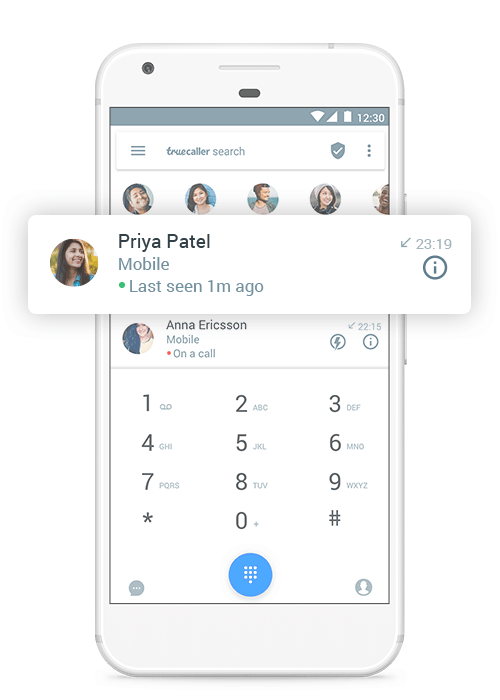 12:30
truecaller search
Priya Patel
23:19
Mobile
Last seen 1m ago
Anna Ericsson
22:15
Mobile
On a call
1 2 ABC 3 DEF
4 GHI 5 JKL 6 MNO
7 PQRS 8 TUV 9 WXYZ
* 0 + #